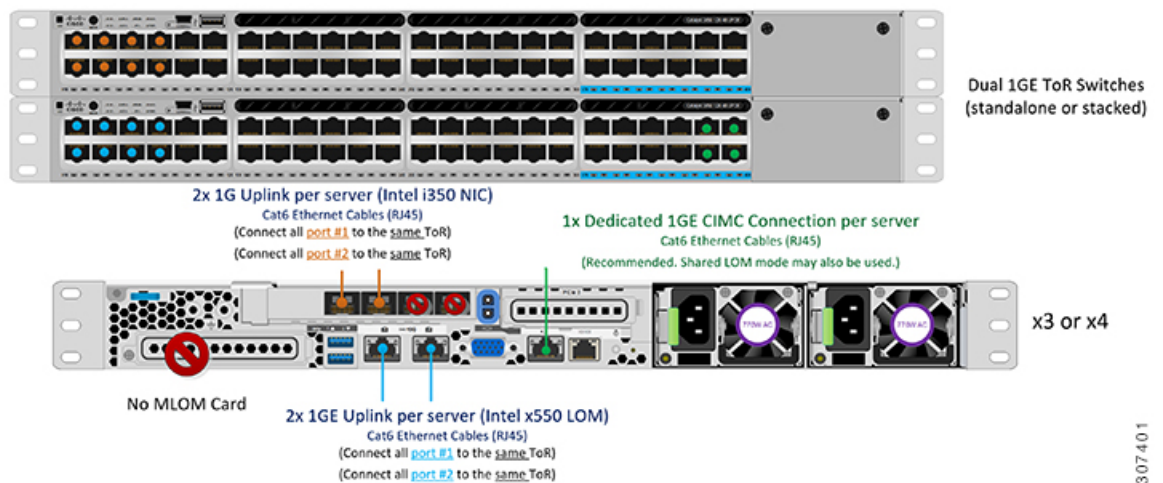 Dual 1GE ToR Switches
(standalone or stacked)
2x 1G Uplink per server (Intel i350 NIC)
Cat6 Ethernet Cables (RJ45)
(Connect all port #1 to the same ToR)
(Connect all port #2 to the same ToR)
1x Dedicated 1GE CIMC Connection per server
Cat6 Ethernet Cables (RJ45)
(Recommended. Shared LOM mode may also be used.)
770W AC
770W AC
x3 or x4
No MLOM Card
2x 1GE Uplink per server (Intel x550 LOM)
Cat6 Ethernet Cables (RJ45)
(Connect all port #1 to the same ToR)
(Connect all port #2 to the same ToR)
307401